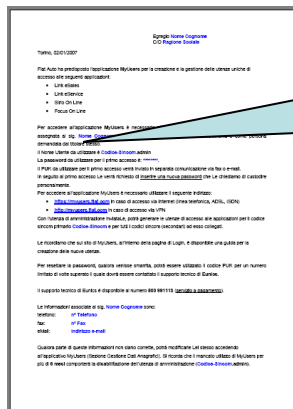 Egregio Nome Cognome
C/O Ragione Sociale
Torino, 02/01/2007
Fiat Auto ha predisposto l'applicazione MyUsers per la creazione e la gestione delle utenze uniche di
accesso alle seguenti applicazioni:
• Link eSales
• Link eService
• Siro On Line
• Focus On Line
Per accedere all'applicazione MyUsers è necessario
assegnata al sig. Nome Cognome
demandata dal titolare stesso.
Il Nome Utente da utilizzare è Codice-Sincom.admin
La password da utilizzare per il primo accesso è: ********.
Il PUK da utilizzare per il primo accesso verrà inviato in separata comunicazione via fax o e-mail.
In seguito al primo accesso Le verrà richiesto di inserire una nuova password che Le chiediamo di custodire
personalmente.
Per accedere all'applicazione MyUsers è necessario utilizzare il seguente indirizzo:
• https://myusers.fiat.com in caso di accesso via Internet (linea telefonica, ADSL, ISDN)
• http://myusers.fiat.com in caso di accesso via VPN
Con l'utenza di amministrazione inviataLe, potrà generare le utenze di accesso alle applicazioni per il codice
sincom primario Codice-Sincom e per tutti i codici sincom (secondari) ad esso collegati.
Le ricordiamo che sul sito di MyUsers, all'interno della pagina di Login, è disponibile una guida per la
creazione delle nuove utenze.
Per resettare la password, qualora venisse smarrita, potrà essere utilizzato il codice PUK per un numero
limitato di volte superato il quale dovrà essere contattato il supporto tecnico di Eunics.
Il supporto tecnico di Eunics è disponibile al numero 803 991113 (servizio a pagamento).
Le informazioni associate al sig. Nome Cognome sono:
telefono: n° Telefono
fax: n° Fax
eMail: indirizzo e-mail
Qualora parte di queste informazioni non siano corrette, potrà modificarle Lei stesso accedendo
all'applicativo MyUsers (Sezione Gestione Dati Anagrafici). Si ricorda che il mancato utilizzo di MyUsers per
più di 6 mesi comporterà la disabilitazione dell'utenza di amministrazione (Codice-Sincom.admin).